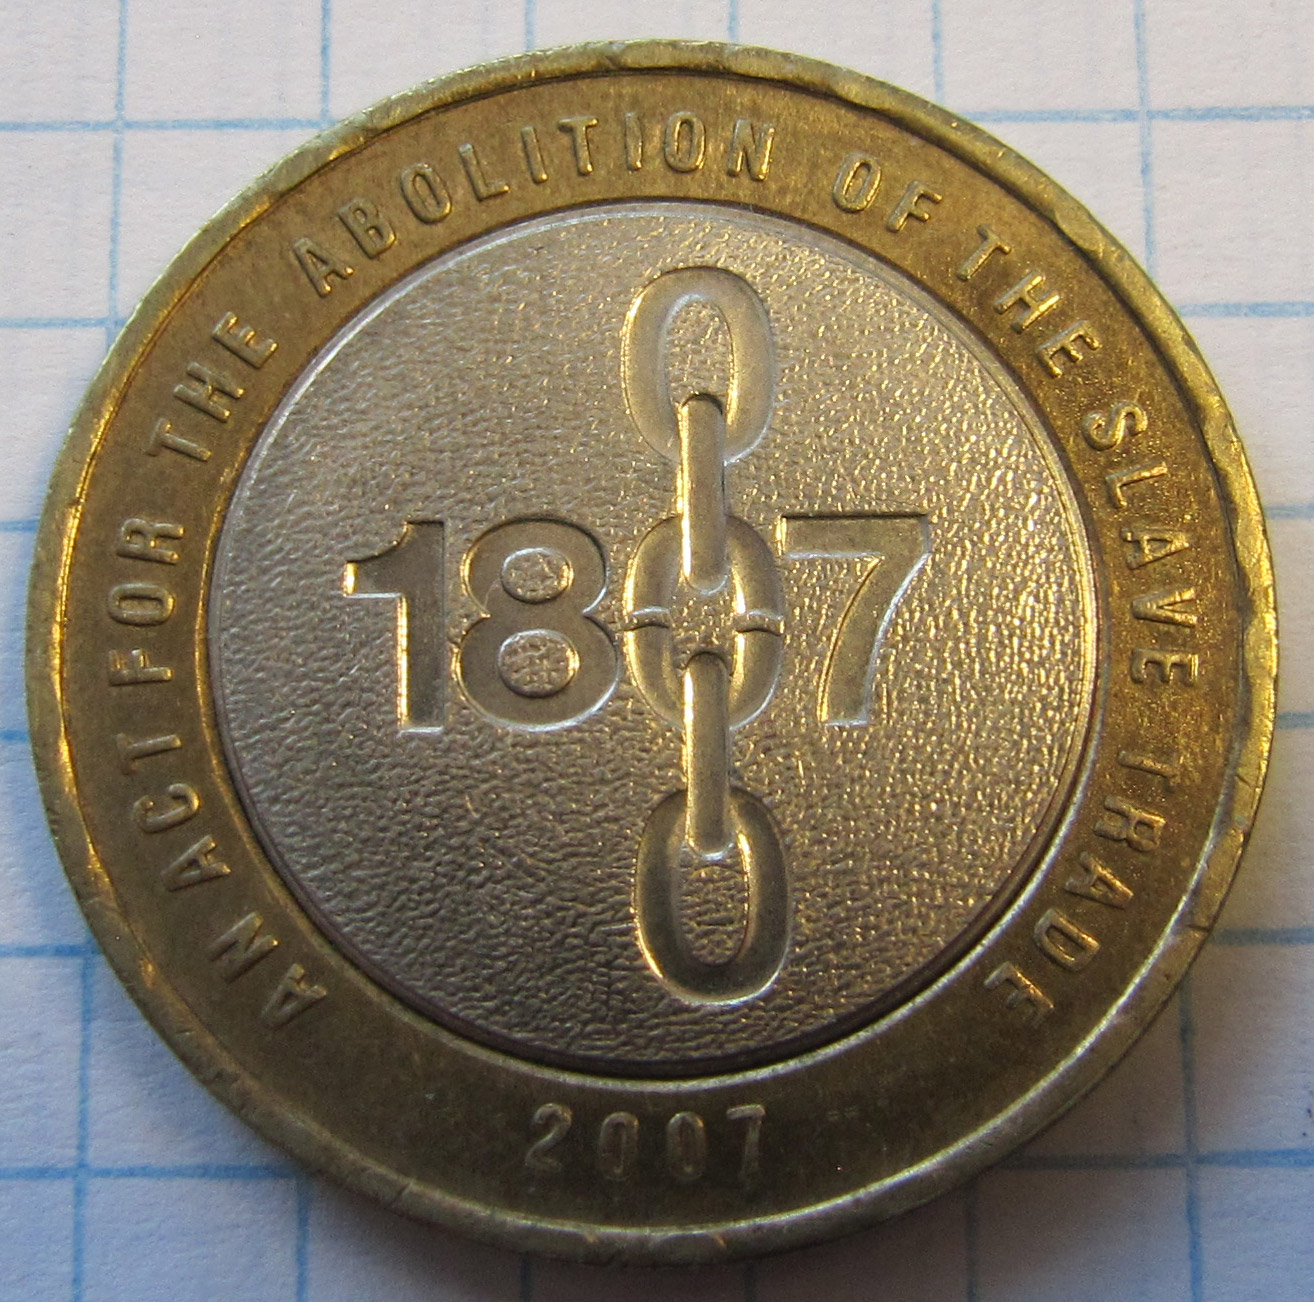 AN ACT FOR THE ABOLITION OF THE SLAVE TRADE
1807
2007